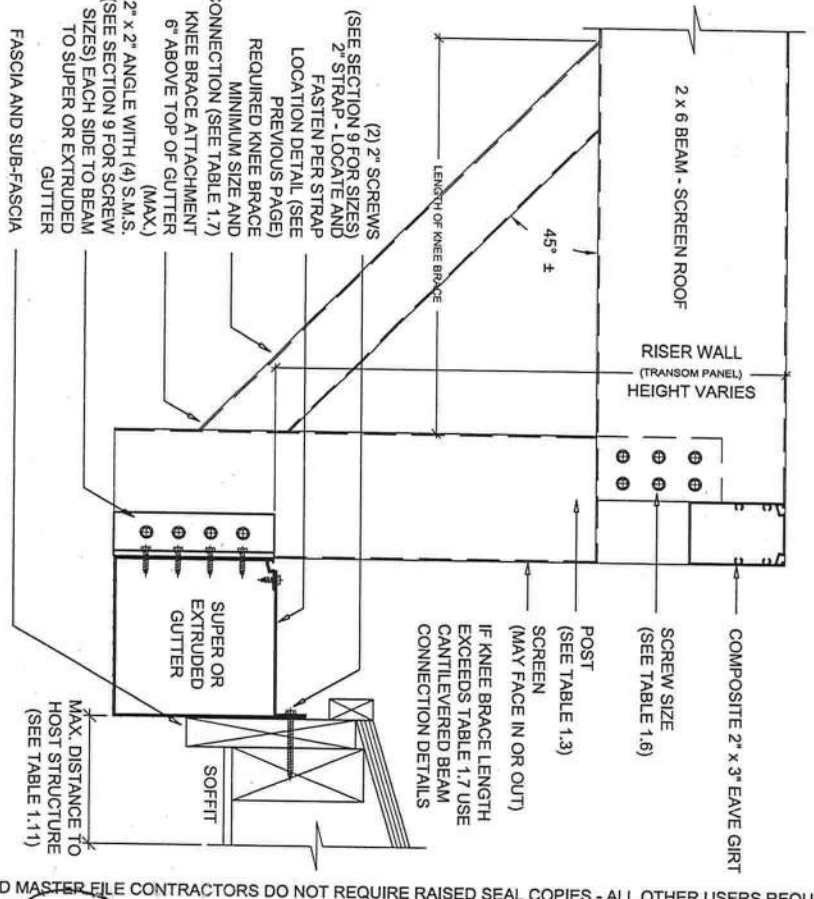 2 x 6 BEAM - SCREEN ROOF
RISER WALL
(TRANSOM PANEL)
HEIGHT VARIES
45° ±
LENGTH OF KNEE BRACE
COMPOSITE 2" x 3" EAVE GIRT
SCREW SIZE
(SEE TABLE 1.6)
POST
(SEE TABLE 1.3)
SCREEN
(MAY FACE IN OR OUT)
IF KNEE BRACE LENGTH
EXCEEDS TABLE 1.7 USE
CANTILEVERED BEAM
CONNECTION DETAILS
(2) 2" SCREWS
(SEE SECTION 9 FOR SIZES)
2" STRAP - LOCATE AND
FASTEN PER STRAP
LOCATION DETAIL (SEE
PREVIOUS PAGE)
REQUIRED KNEE BRACE
MINIMUM SIZE AND
CONNECTION (SEE TABLE 1.7)
KNEE BRACE ATTACHMENT
6" ABOVE TOP OF GUTTER
(MAX.)
2" x 2" ANGLE WITH (4) S.M.S.
(SEE SECTION 9 FOR SCREW
SIZES) EACH SIDE TO BEAM
TO SUPER OR EXTRUDED
GUTTER
FASCIA AND SUB-FASCIA
SUPER OR
EXTRUDED
GUTTER
SOFFIT
MAX. DISTANCE TO
HOST STRUCTURE
(SEE TABLE 1.11)
MASTER FILE CONTRACTORS DO NOT REQUIRE RAISED SEAL COPIES - ALL OTHER USERS